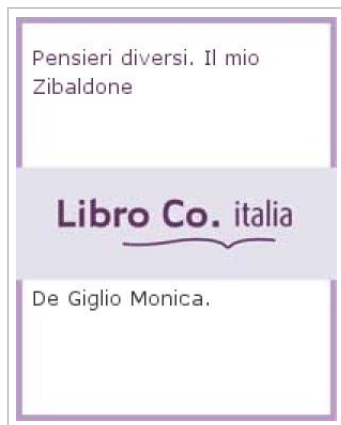 Pensieri diversi. Il mio
Zibaldone
Libro Co. italia
De Giglio Monica.